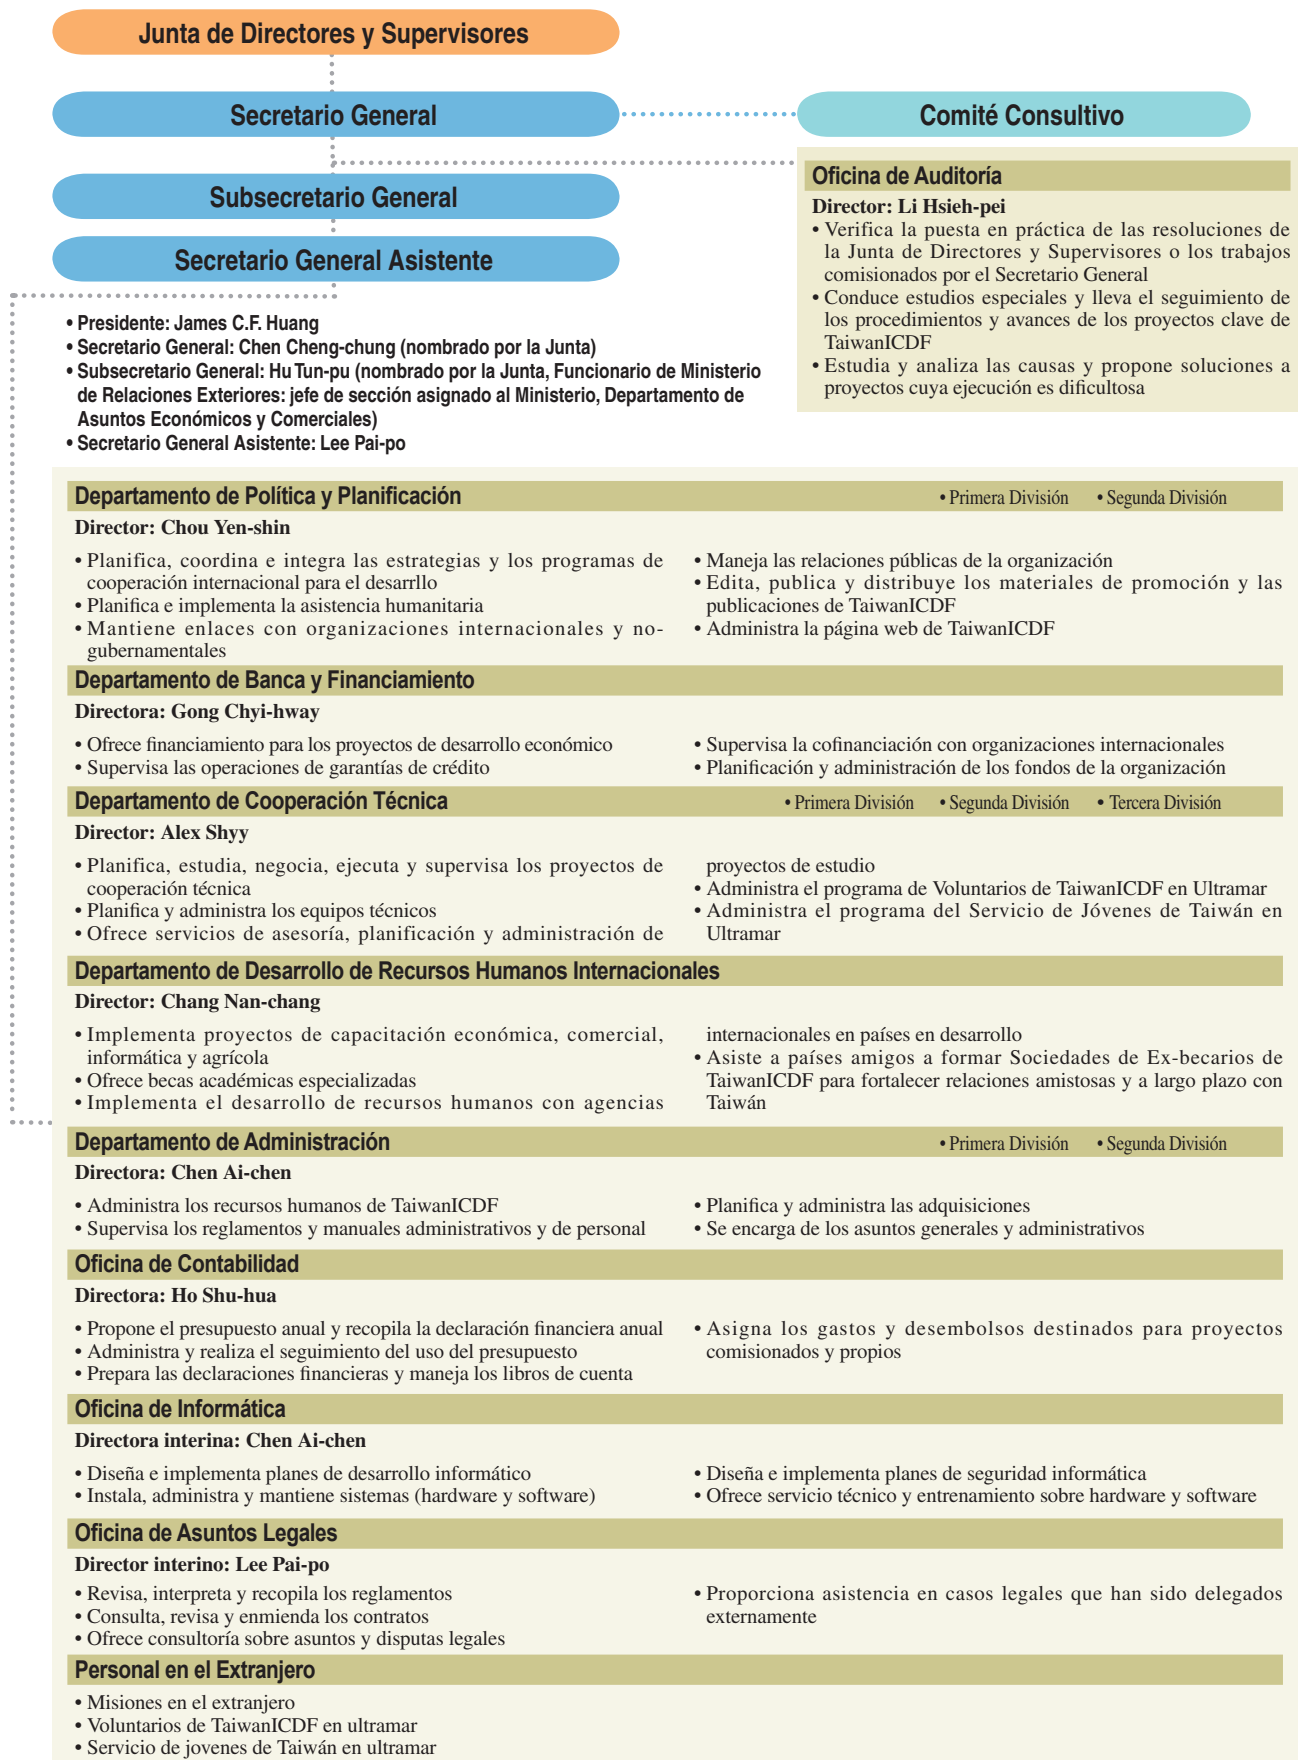 Junta de Directores y Supervisores
Secretario General
Comité Consultivo
Subsecretario General
Secretario General Asistente
Oficina de Auditoría
Director: Li Hsieh-pei
• Verifica la puesta en práctica de las resoluciones de
la Junta de Directores y Supervisores o los trabajos
comisionados por el Secretario General
• Conduce estudios especiales y lleva el seguimiento de
los procedimientos y avances de los proyectos clave de
TaiwanICDF
• Estudia y analiza las causas y propone soluciones a
proyectos cuya ejecución es dificultosa
• Presidente: James C.F. Huang
• Secretario General: Chen Cheng-chung (nombrado por la Junta)
• Subsecretario General: Hu Tun-pu (nombrado por la Junta, Funcionario de Ministerio
de Relaciones Exteriores: jefe de sección asignado al Ministerio, Departamento de
Asuntos Económicos y Comerciales)
• Secretario General Asistente: Lee Pai-po
Departamento de Política y Planificación • Primera División • Segunda División
Director: Chou Yen-shin
• Planifica, coordina e integra las estrategias y los programas de
cooperación internacional para el desarrllo
• Planifica e implementa la asistencia humanitaria
• Mantiene enlaces con organizaciones internacionales y no-
gubernamentales
• Maneja las relaciones públicas de la organización
• Edita, publica y distribuye los materiales de promoción y las
publicaciones de TaiwanICDF
• Administra la página web de TaiwanICDF
Departamento de Banca y Financiamiento
Directora: Gong Chyi-hway
• Ofrece financiamiento para los proyectos de desarrollo económico
• Supervisa las operaciones de garantías de crédito
• Supervisa la cofinanciación con organizaciones internacionales
• Planificación y administración de los fondos de la organización
Departamento de Cooperación Técnica • Primera División • Segunda División • Tercera División
Director: Alex Shyy
• Planifica, estudia, negocia, ejecuta y supervisa los proyectos de
cooperación técnica
• Planifica y administra los equipos técnicos
• Ofrece servicios de asesoría, planificación y administración de
proyectos de estudio
• Administra el programa de Voluntarios de TaiwanICDF en Ultramar
• Administra el programa del Servicio de Jóvenes de Taiwán en
Ultramar
Departamento de Desarrollo de Recursos Humanos Internacionales
Director: Chang Nan-chang
• Implementa proyectos de capacitación económica, comercial,
informática y agrícola
• Ofrece becas académicas especializadas
• Implementa el desarrollo de recursos humanos con agencias
internacionales en países en desarrollo
• Asiste a países amigos a formar Sociedades de Ex-becarios de
TaiwanICDF para fortalecer relaciones amistosas y a largo plazo con
Taiwán
Departamento de Administración • Primera División • Segunda División
Directora: Chen Ai-chen
• Administra los recursos humanos de TaiwanICDF
• Supervisa los reglamentos y manuales administrativos y de personal
• Planifica y administra las adquisiciones
• Se encarga de los asuntos generales y administrativos
Oficina de Contabilidad
Directora: Ho Shu-hua
• Propone el presupuesto anual y recopila la declaración financiera anual
• Administra y realiza el seguimiento del uso del presupuesto
• Prepara las declaraciones financieras y maneja los libros de cuenta
• Asigna los gastos y desembolsos destinados para proyectos
comisionados y propios
Oficina de Informática
Directora interina: Chen Ai-chen
• Diseña e implementa planes de desarrollo informático
• Instala, administra y mantiene sistemas (hardware y software)
• Diseña e implementa planes de seguridad informática
• Ofrece servicio técnico y entrenamiento sobre hardware y software
Oficina de Asuntos Legales
Director interino: Lee Pai-po
• Revisa, interpreta y recopila los reglamentos
• Consulta, revisa y enmienda los contratos
• Ofrece consultoría sobre asuntos y disputas legales
• Proporciona asistencia en casos legales que han sido delegados
externamente
Personal en el Extranjero
• Misiones en el extranjero
• Voluntarios de TaiwanICDF en ultramar
• Servicio de jovenes de Taiwán en ultramar